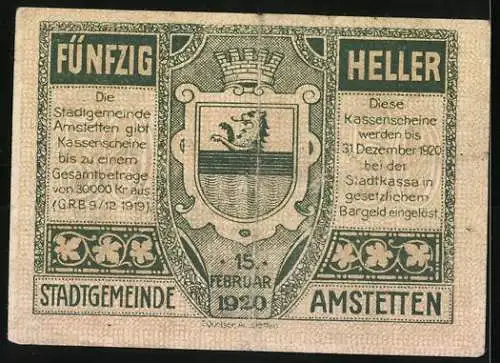 FÜNFZIG
HELLER
Die
Stadtgemeinde
Amstetten gibt
Kassenscheine
bis zu einem
Gesamtbetrage
von 30000 Kr aus.
(G.R.B 9/12 1919)
Diese
Kassenscheine
werden bis
31 Dezember 1920
bei der
Stadtkassa in
gesetzlichem
Bargeld eingelöst.
· 15. ·
FEBRUAR
1920
STADTGEMEINDE
AMSTETTEN
Amstetten